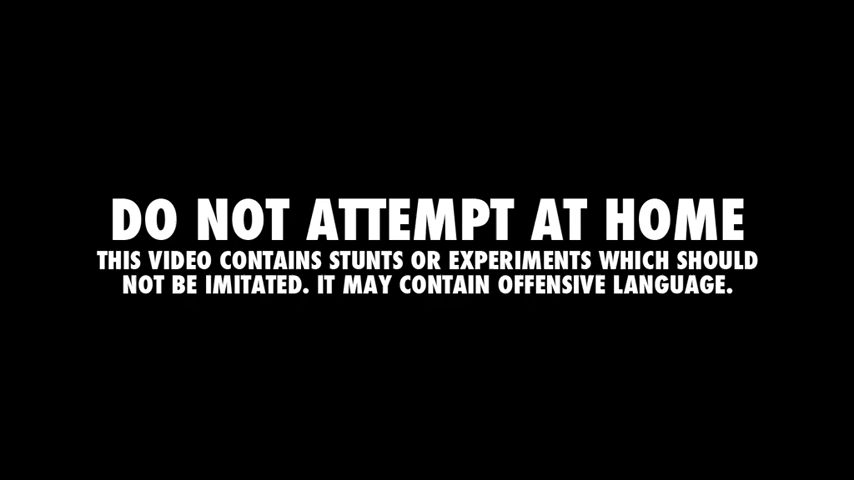 DO NOT ATTEMPT AT HOME
THIS VIDEO CONTAINS STUNTS OR EXPERIMENTS WHICH SHOULD
NOT BE IMITATED. IT MAY CONTAIN OFFENSIVE LANGUAGE.